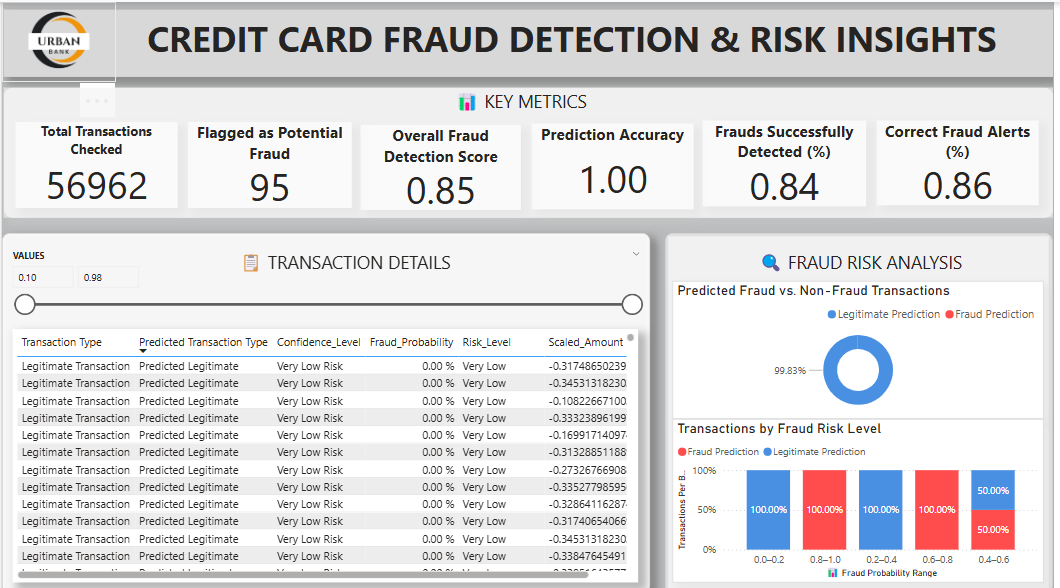 URBAN
BANK
CREDIT CARD FRAUD DETECTION & RISK INSIGHTS
KEY METRICS
Total Transactions
Checked
56962
Flagged as Potential
Fraud
95
Overall Fraud
Detection Score
0.85
Prediction Accuracy
1.00
Frauds Successfully
Detected (%)
0.84
Correct Fraud Alerts
(%)
0.86
VALUES
0.10 0.98
TRANSACTION DETAILS
Transaction Type Predicted Transaction Type Confidence_Level Fraud_Probability Risk_Level Scaled_Amount
Legitimate Transaction Predicted Legitimate Very Low Risk 0.00 % Very Low -0.31748650239
Legitimate Transaction Predicted Legitimate Very Low Risk 0.00 % Very Low -0.34531318230
Legitimate Transaction Predicted Legitimate Very Low Risk 0.00 % Very Low -0.10822667100
Legitimate Transaction Predicted Legitimate Very Low Risk 0.00 % Very Low -0.33323896199
Legitimate Transaction Predicted Legitimate Very Low Risk 0.00 % Very Low -0.16991714097
Legitimate Transaction Predicted Legitimate Very Low Risk 0.00 % Very Low -0.31328851188
Legitimate Transaction Predicted Legitimate Very Low Risk 0.00 % Very Low -0.27326766908
Legitimate Transaction Predicted Legitimate Very Low Risk 0.00 % Very Low -0.33527798595
Legitimate Transaction Predicted Legitimate Very Low Risk 0.00 % Very Low -0.32864116287
Legitimate Transaction Predicted Legitimate Very Low Risk 0.00 % Very Low -0.31740654066
Legitimate Transaction Predicted Legitimate Very Low Risk 0.00 % Very Low -0.34531318230
Legitimate Transaction Predicted Legitimate Very Low Risk 0.00 % Very Low -0.33847645491
FRAUD RISK ANALYSIS
Predicted Fraud vs. Non-Fraud Transactions
Legitimate Prediction Fraud Prediction
99.83%
Transactions by Fraud Risk Level
Fraud Prediction Legitimate Prediction
Transactions Per B...
100%
50%
0%
100.00% 100.00% 100.00% 100.00% 50.00%
50.00%
0.0–0.2 0.8–1.0 0.2–0.4 0.6–0.8 0.4–0.6
Fraud Probability Range